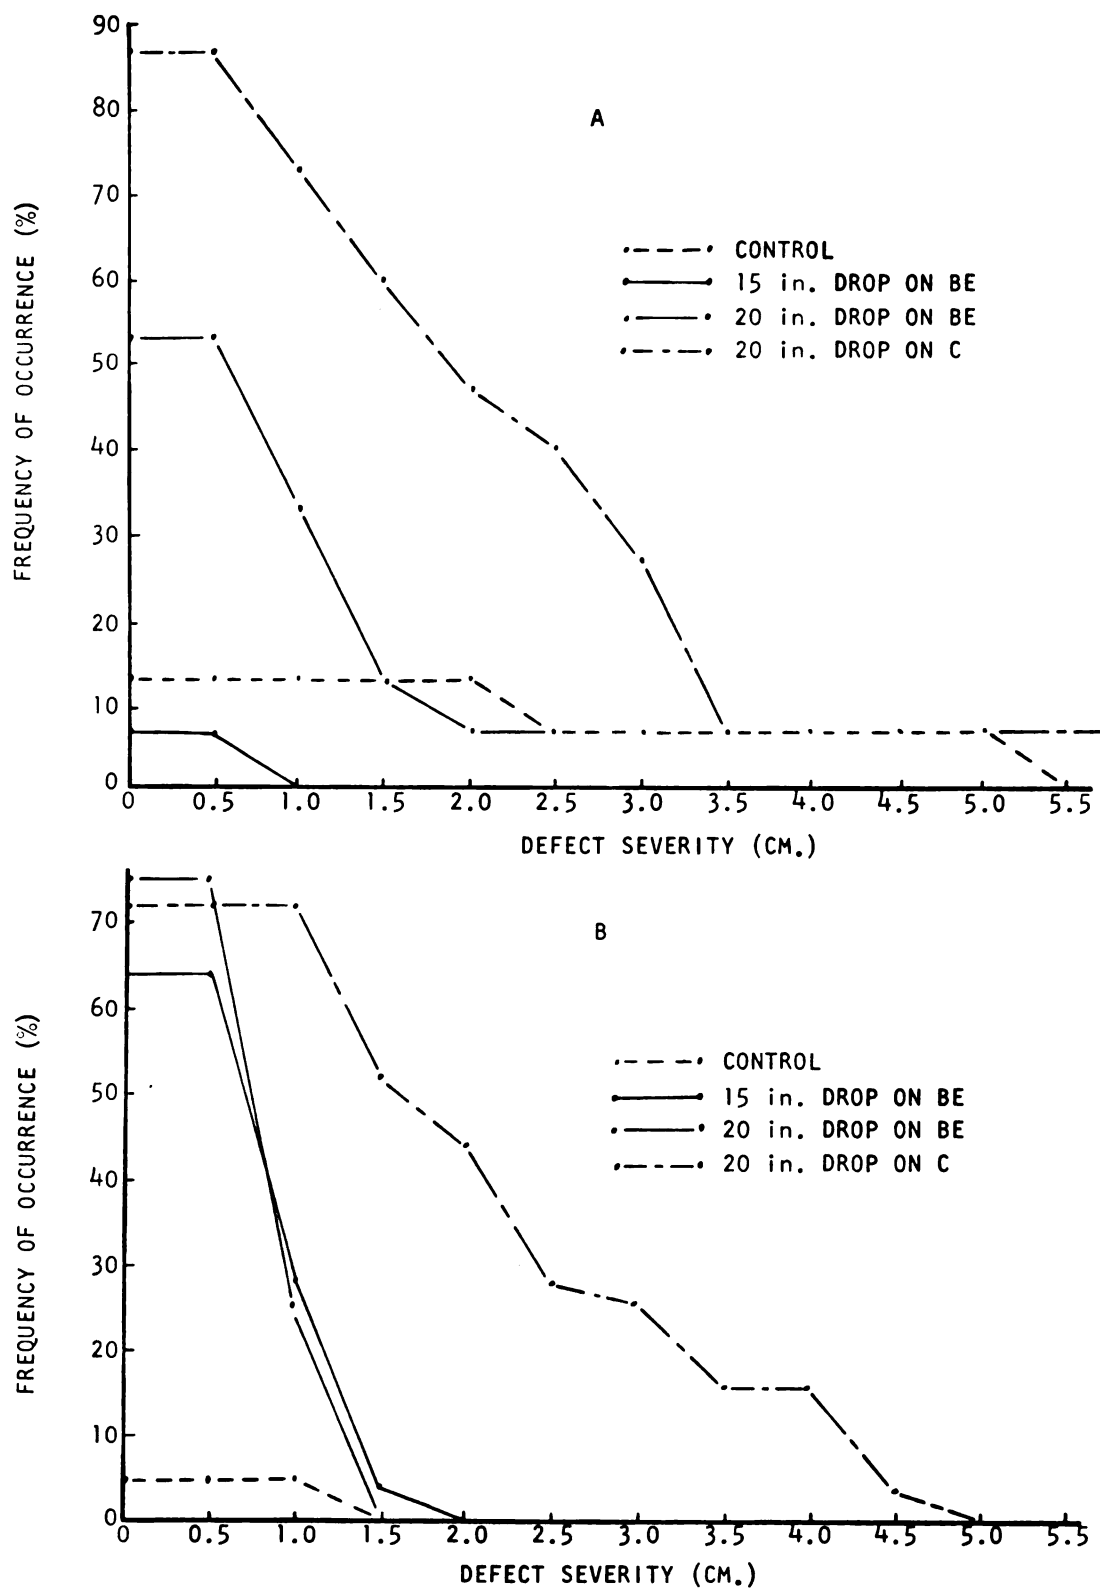 90
80
70
60
50
40
30
20
10
0
FREQUENCY OF OCCURRENCE (%)
A
CONTROL
15 in. DROP ON BE
20 in. DROP ON BE
20 in. DROP ON C
0 0.5 1.0 1.5 2.0 2.5 3.0 3.5 4.0 4.5 5.0 5.5
DEFECT SEVERITY (CM.)
70
60
50
40
30
20
10
0
FREQUENCY OF OCCURRENCE (%)
B
CONTROL
15 in. DROP ON BE
20 in. DROP ON BE
20 in. DROP ON C
0 0.5 1.0 1.5 2.0 2.5 3.0 3.5 4.0 4.5 5.0 5.5
DEFECT SEVERITY (CM.)